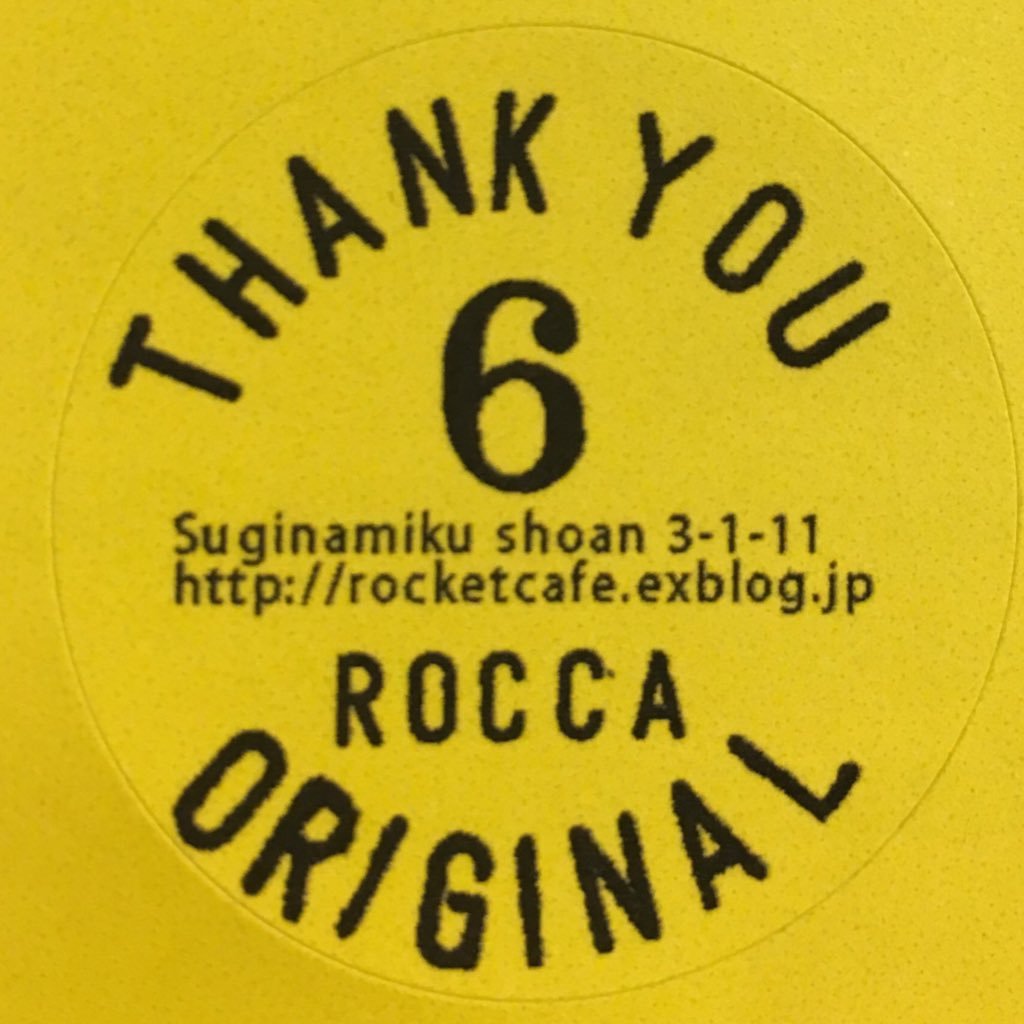 THANK YOU
6
Suginamiku shoan 3-1-11
http://rocketcafe.exblog.jp
ROCCA
ORIGINAL